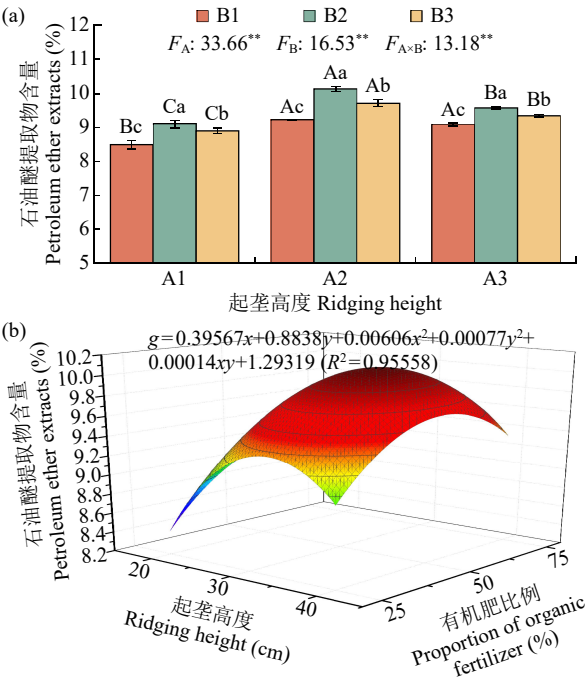 (a)
B1 B2 B3
F_A: 33.66** F_B: 16.53** F_A×B: 13.18**
石油醚提取物含量
Petroleum ether extracts (%)
12
11
10
9
8
7
6
5
Bc Ca Cb Ac Aa Ab Ac Ba Bb
A1 A2 A3
起垄高度 Ridging height
(b)
g=0.39567x+0.8838y+0.00606x²+0.00077y²+
0.00014xy+1.29319 (R²=0.95558)
石油醚提取物含量
Petroleum ether extracts (%)
10.2
10.0
9.8
9.6
9.4
9.2
9.0
8.8
8.6
8.4
8.2
20 30 40
起垄高度
Ridging height (cm)
25 50 75
有机肥比例
Proportion of organic
fertilizer (%)